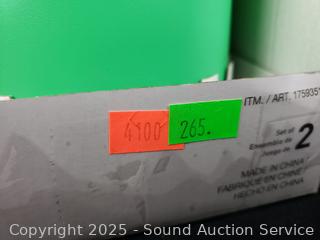 ITM. / ART. 1759351
4100
265.
Set of
Ensemble de
Juego de
2
MADE IN CHINA
FABRIQUÉ EN CHINE
HECHO EN CHINA
Copyright 2025 - Sound Auction Service